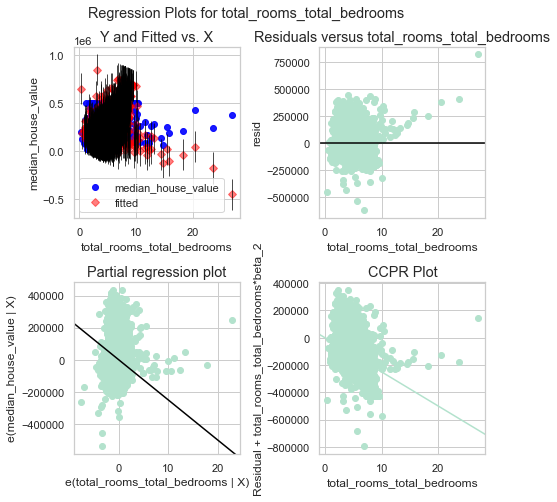 Regression Plots for total_rooms_total_bedrooms
Y and Fitted vs. X
1e6
1.0
0.5
0.0
−0.5
median_house_value
median_house_value
fitted
0
10
20
total_rooms_total_bedrooms
Residuals versus total_rooms_total_bedrooms
750000
500000
250000
0
−250000
−500000
resid
0
10
20
total_rooms_total_bedrooms
Partial regression plot
400000
200000
0
−200000
−400000
e(median_house_value | X)
0
10
20
e(total_rooms_total_bedrooms | X)
CCPR Plot
400000
200000
0
−200000
−400000
−600000
−800000
Residual + total_rooms_total_bedrooms*beta_2
0
10
20
total_rooms_total_bedrooms